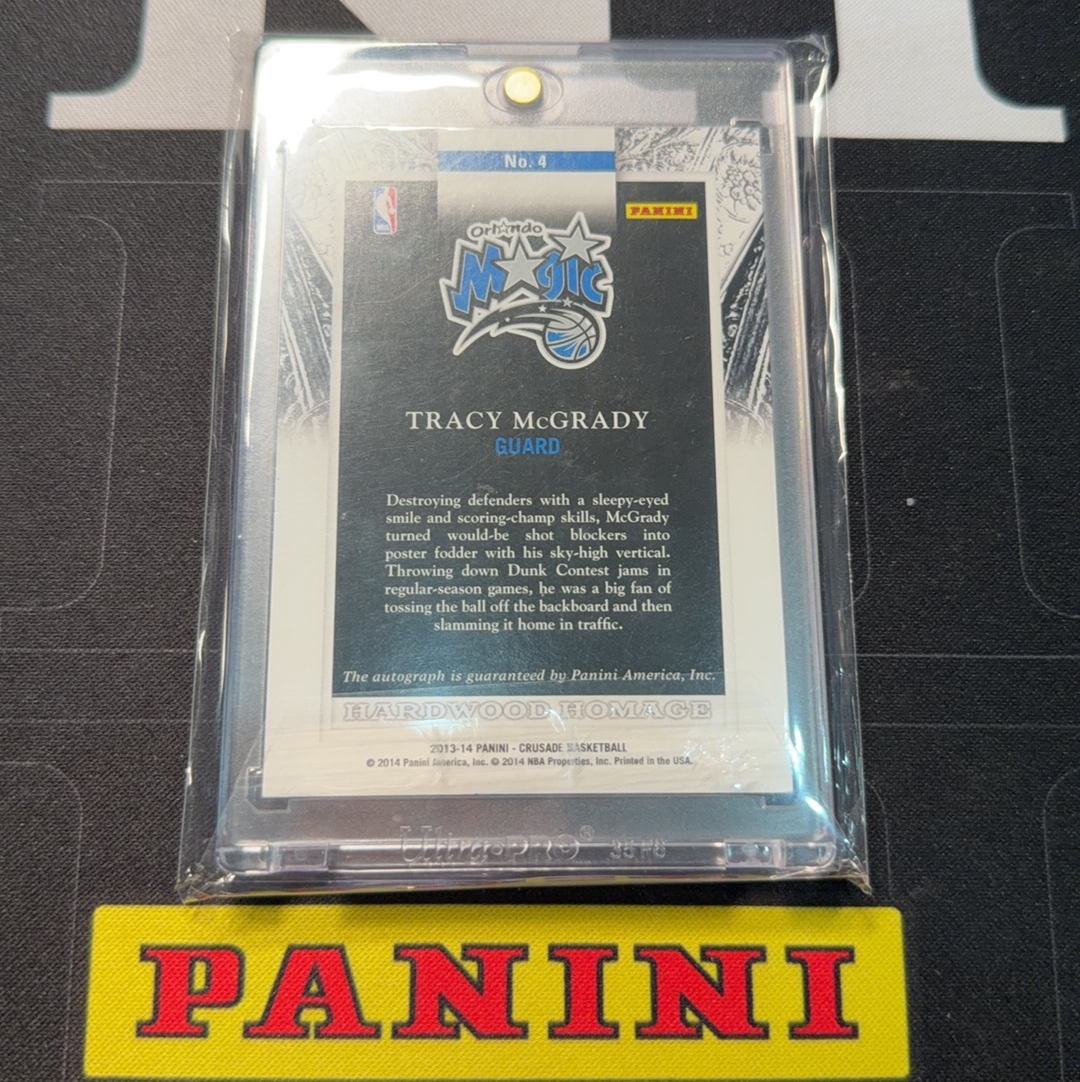 No. 4
PANINI
Orlando
Magic
TRACY McGRADY
GUARD
Destroying defenders with a sleepy-eyed
smile and scoring-champ skills, McGrady
turned would-be shot blockers into
poster fodder with his sky-high vertical.
Throwing down Dunk Contest jams in
regular-season games, he was a big fan of
tossing the ball off the backboard and then
slamming it home in traffic.
The autograph is guaranteed by Panini America, Inc.
HARDWOOD HOMAGE
2013-14 PANINI - CRUSADE BASKETBALL
© 2014 Panini America, Inc. © 2014 NBA Properties, Inc. Printed in the USA.
Ultra•PRO®
PANINI